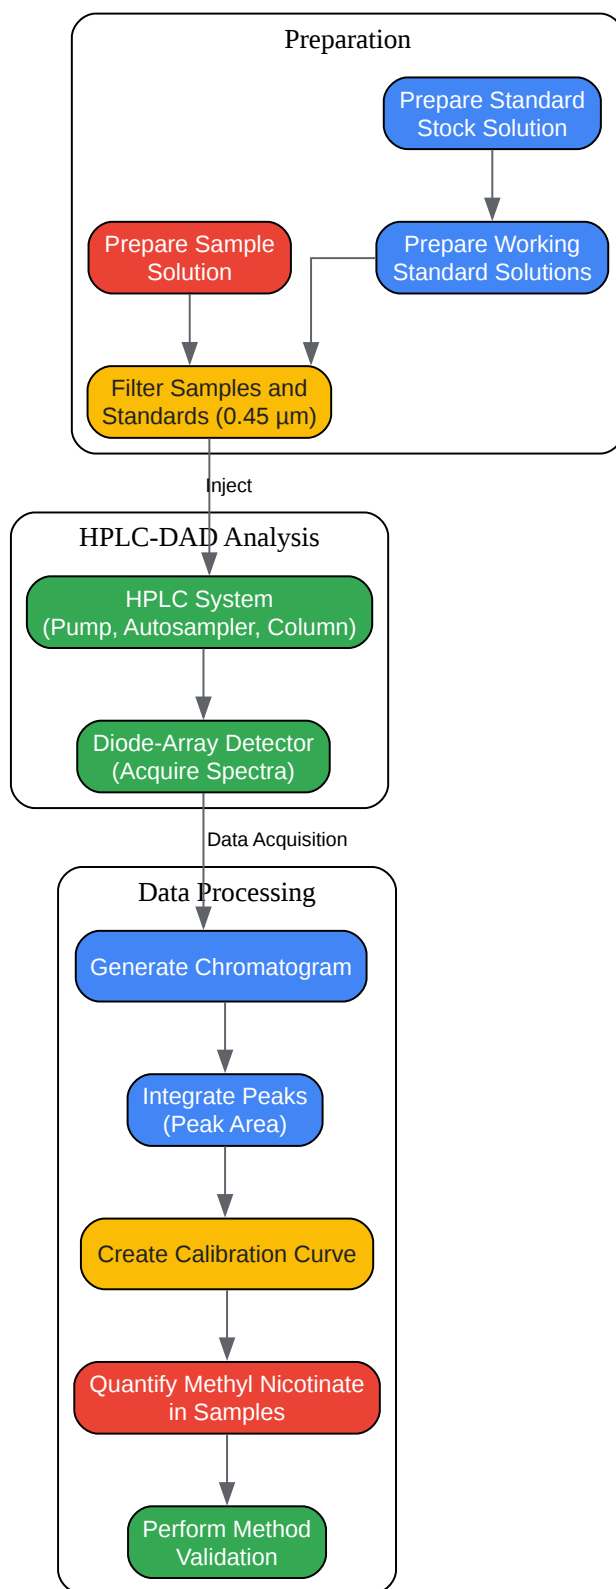 Preparation
Prepare Standard
Stock Solution
Prepare Sample
Solution
Prepare Working
Standard Solutions
Filter Samples and
Standards (0.45 µm)
Inject
HPLC-DAD Analysis
HPLC System
(Pump, Autosampler, Column)
Diode-Array Detector
(Acquire Spectra)
Data Acquisition
Data Processing
Generate Chromatogram
Integrate Peaks
(Peak Area)
Create Calibration Curve
Quantify Methyl Nicotinate
in Samples
Perform Method
Validation